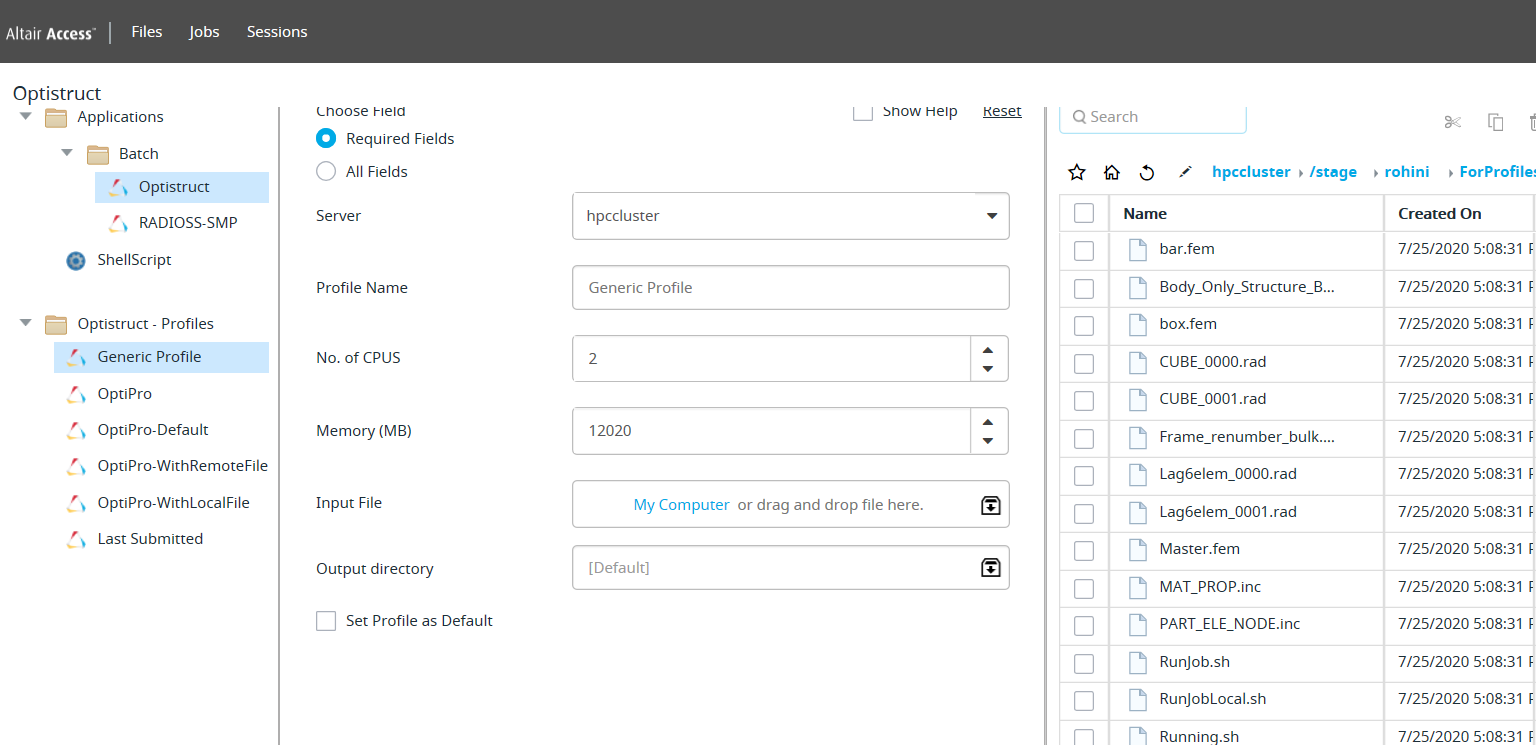 Altair Access™ | Files Jobs Sessions
Optistruct
Applications
Batch
Optistruct
RADIOSS-SMP
ShellScript
Optistruct - Profiles
Generic Profile
OptiPro
OptiPro-Default
OptiPro-WithRemoteFile
OptiPro-WithLocalFile
Last Submitted
Choose Field
Show Help
Reset
Required Fields
All Fields
Server
hpccluster
Profile Name
Generic Profile
No. of CPUS
2
Memory (MB)
12020
Input File
My Computer or drag and drop file here.
Output directory
[Default]
Set Profile as Default
Search
hpccluster /stage rohini ForProfiles
Name Created On
bar.fem 7/25/2020 5:08:31
Body_Only_Structure_B... 7/25/2020 5:08:31
box.fem 7/25/2020 5:08:31
CUBE_0000.rad 7/25/2020 5:08:31
CUBE_0001.rad 7/25/2020 5:08:31
Frame_renumber_bulk.... 7/25/2020 5:08:31
Lag6elem_0000.rad 7/25/2020 5:08:31
Lag6elem_0001.rad 7/25/2020 5:08:31
Master.fem 7/25/2020 5:08:31
MAT_PROP.inc 7/25/2020 5:08:31
PART_ELE_NODE.inc 7/25/2020 5:08:31
RunJob.sh 7/25/2020 5:08:31
RunJobLocal.sh 7/25/2020 5:08:31
Running.sh 7/25/2020 5:08:31